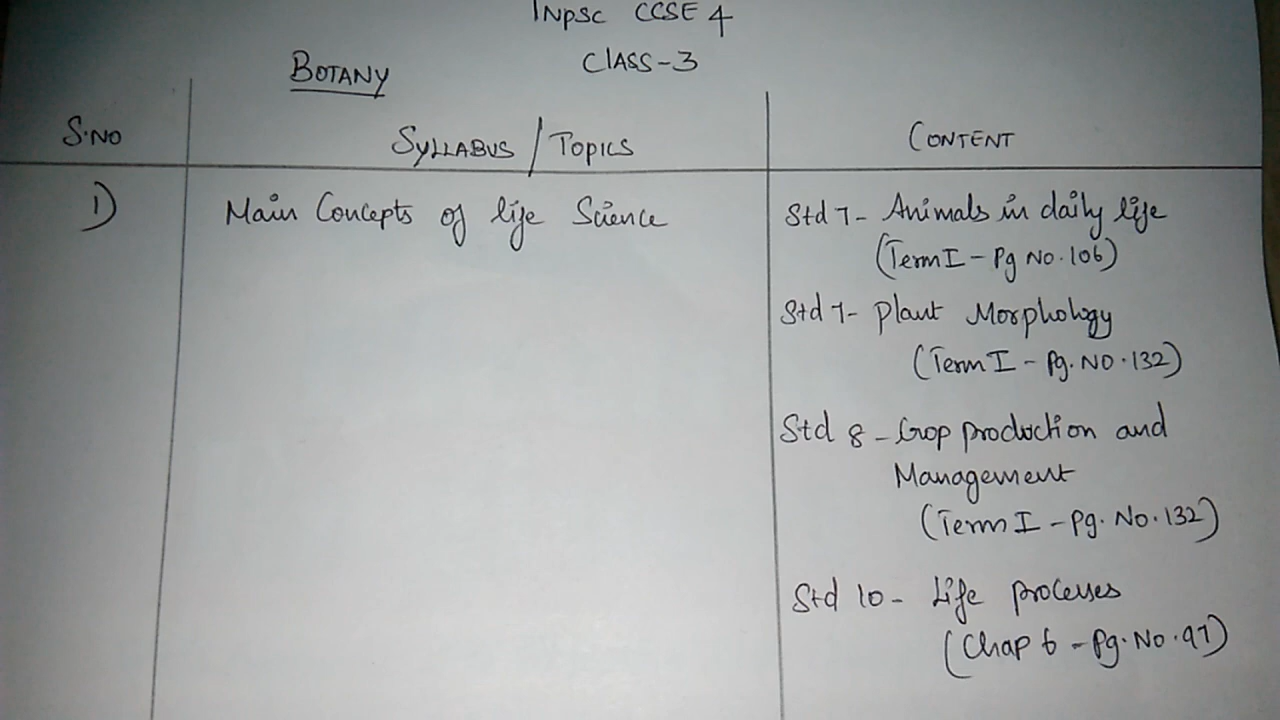 TNPSC CCSE 4
CLASS-3
BOTANY
S.NO
SYLLABUS / TOPICS
CONTENT
1)
Main Concepts of life Science
Std 7- Animals in daily life
(Term I - Pg No. 106)
Std 7- Plant Morphology
(Term I - Pg. NO. 132)
Std 8 - Crop production and
Management
(Term I - Pg. No. 132)
Std 10 - Life processes
(Chap 6 - Pg. No. 97)